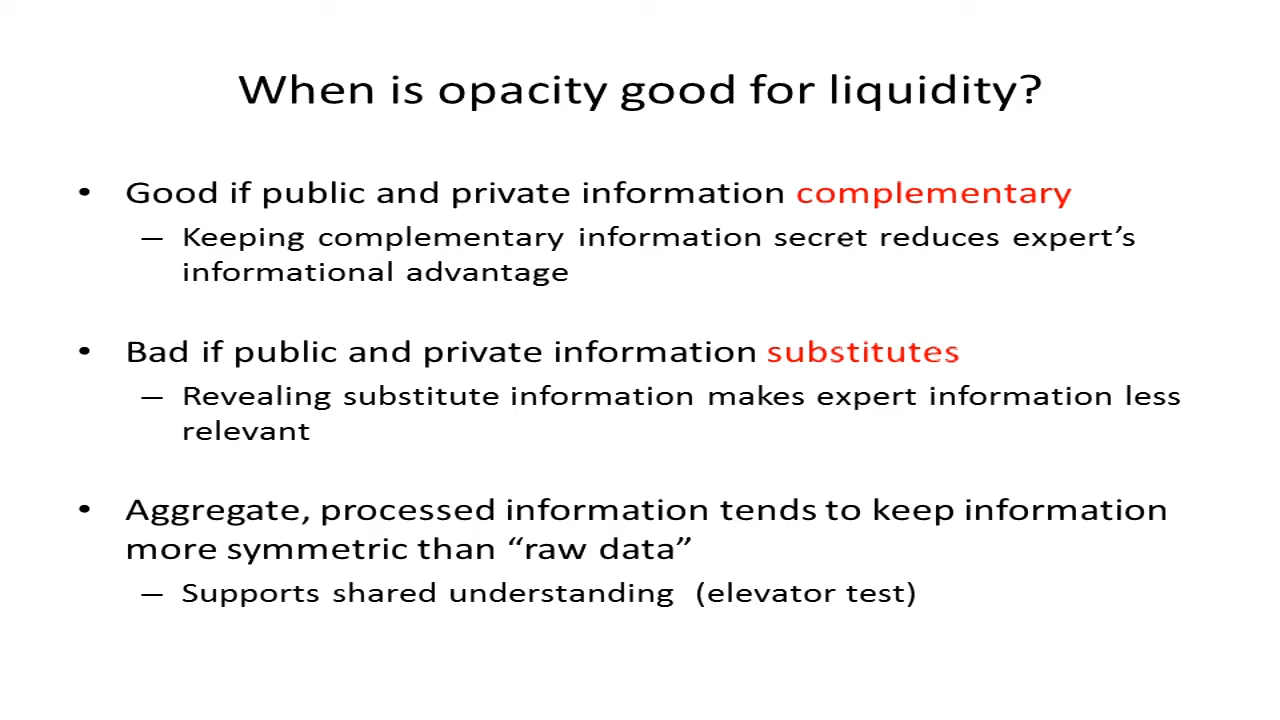 When is opacity good for liquidity?
• Good if public and private information complementary
— Keeping complementary information secret reduces expert’s
informational advantage
• Bad if public and private information substitutes
— Revealing substitute information makes expert information less
relevant
• Aggregate, processed information tends to keep information
more symmetric than “raw data”
— Supports shared understanding (elevator test)